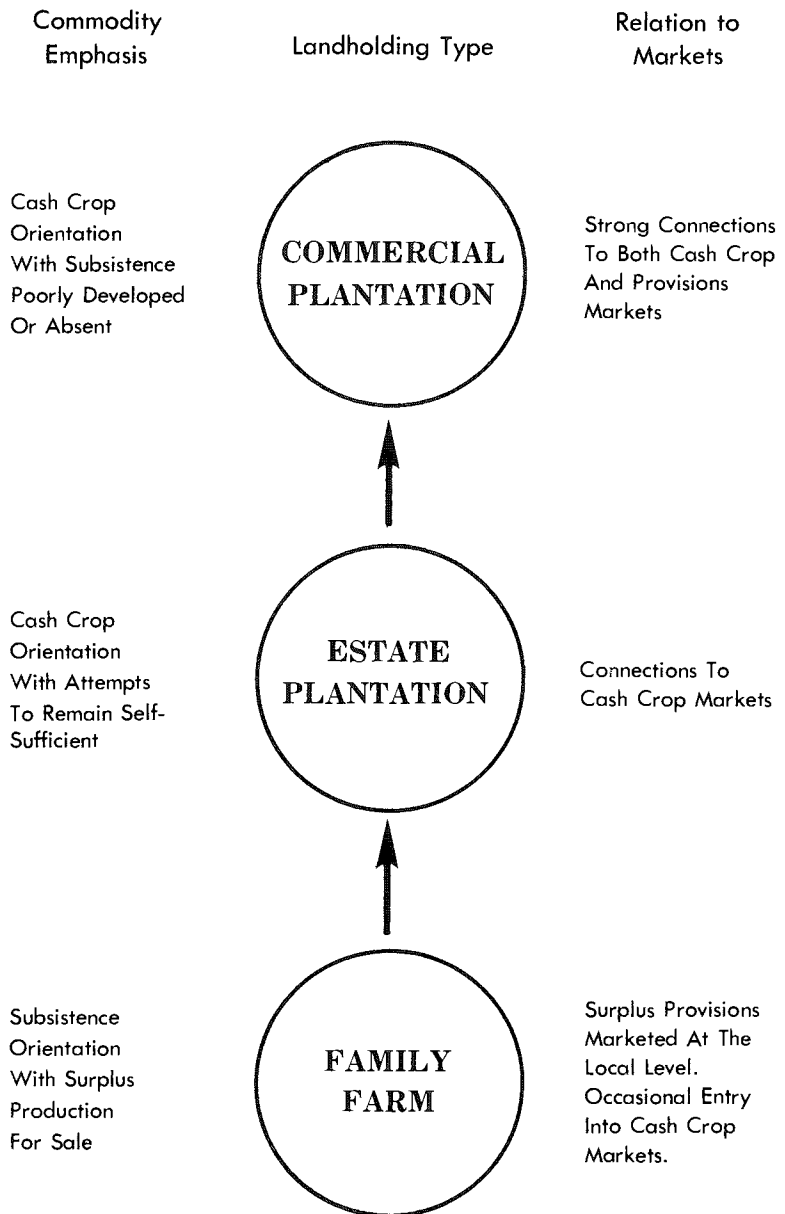 Commodity
Emphasis
Landholding Type
Relation to
Markets
Cash Crop
Orientation
With Subsistence
Poorly Developed
Or Absent
COMMERCIAL
PLANTATION
Strong Connections
To Both Cash Crop
And Provisions
Markets
Cash Crop
Orientation
With Attempts
To Remain Self-
Sufficient
ESTATE
PLANTATION
Connections To
Cash Crop Markets
Subsistence
Orientation
With Surplus
Production
For Sale
FAMILY
FARM
Surplus Provisions
Marketed At The
Local Level.
Occasional Entry
Into Cash Crop
Markets.